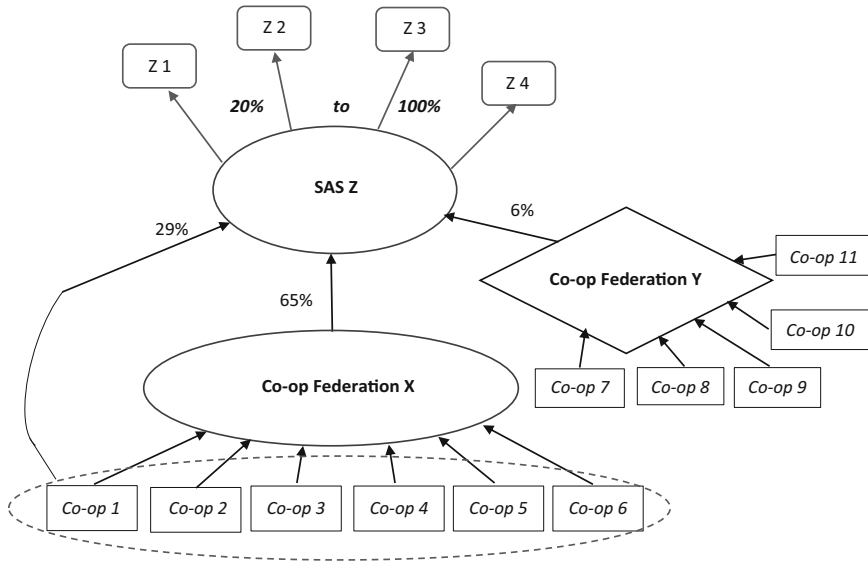 Z 1
Z 2
Z 3
Z 4
20% to 100%
SAS Z
29%
6%
65%
Co-op Federation Y
Co-op 11
Co-op 10
Co-op 7
Co-op 8
Co-op 9
Co-op Federation X
Co-op 1
Co-op 2
Co-op 3
Co-op 4
Co-op 5
Co-op 6